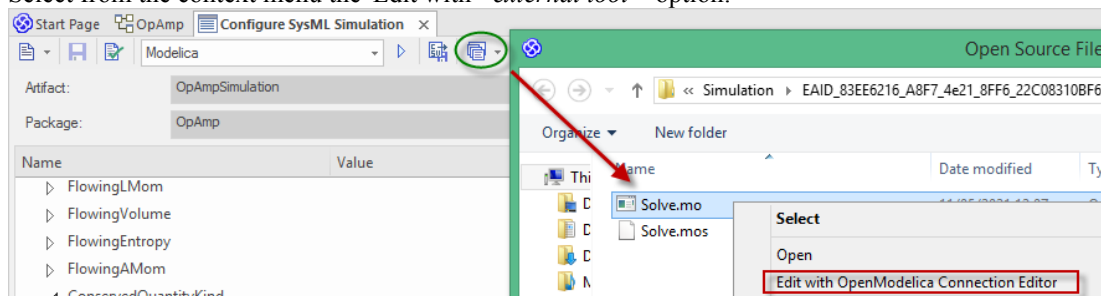 Select from the context menu the 'Edit with <external tool>' option.
Start Page OpAmp Configure SysML Simulation
Modelica
Open Source File
Artifact: OpAmpSimulation
« Simulation EAID_83EE6216_A8F7_4e21_8FF6_22C08310BF6
Package: OpAmp
Organize New folder
Name Value
Name Date modified Ty
FlowingLMom
Thi
FlowingVolume
Solve.mo
Select
FlowingEntropy
Solve.mos
Open
FlowingAMom
Edit with OpenModelica Connection Editor
ConservedQuantityKind